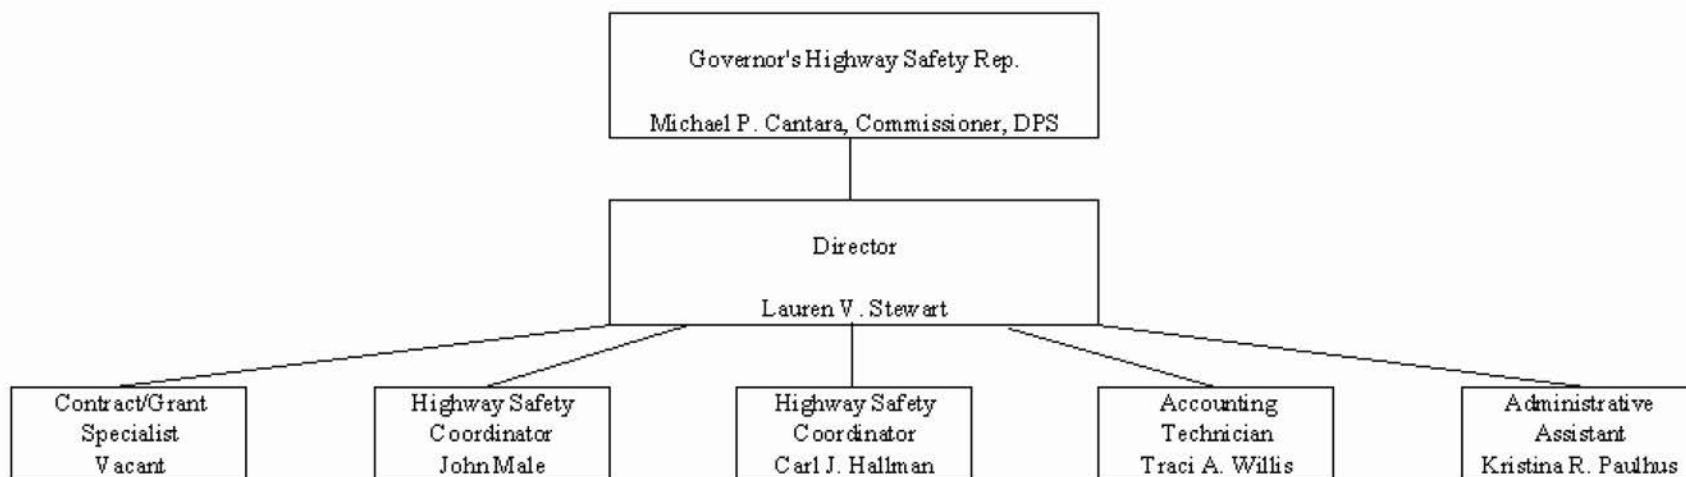 Governor's Highway Safety Rep.
Michael P. Cantara, Commissioner, DPS
Director
Lauren V. Stewart
Contract/Grant
Specialist
Vacant
Highway Safety
Coordinator
John Male
Highway Safety
Coordinator
Carl J. Hallman
Accounting
Technician
Traci A. Willis
Administrative
Assistant
Kristina R. Paulhus